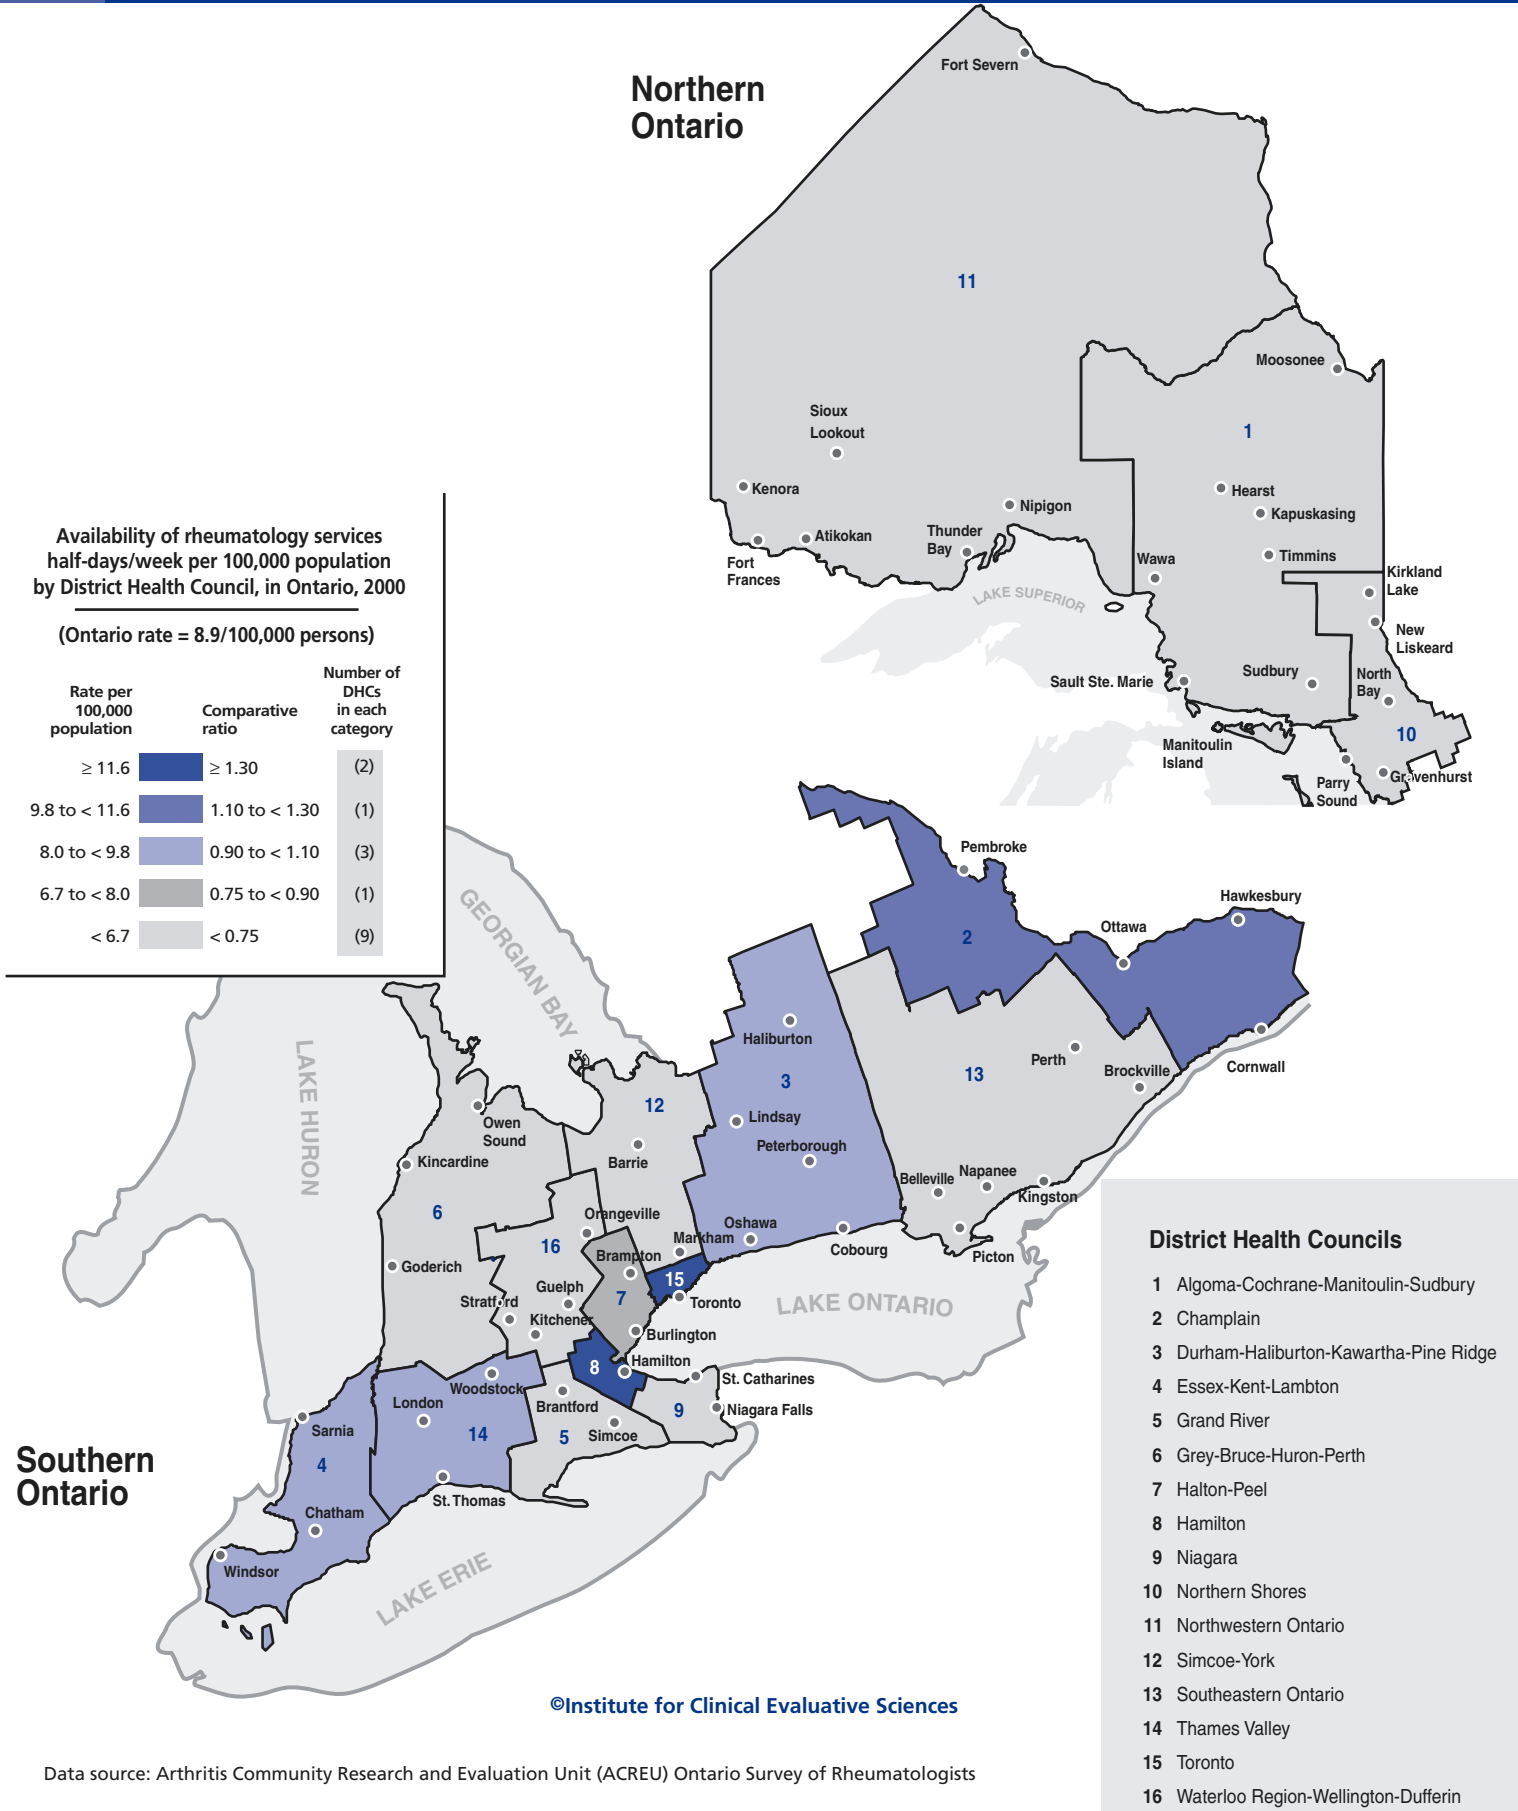 Northern
Ontario
Fort Severn
11
Moosonee
Sioux
Lookout
1
Kenora
Hearst
Nipigon
Kapuskasing
Atikokan
Thunder
Bay
Timmins
Fort
Frances
Wawa
Kirkland
Lake
LAKE SUPERIOR
New
Liskeard
Sudbury
North
Bay
Sault Ste. Marie
10
Manitoulin
Island
Gravenhurst
Parry
Sound
Availability of rheumatology services
half-days/week per 100,000 population
by District Health Council, in Ontario, 2000
(Ontario rate = 8.9/100,000 persons)
Rate per
100,000
population
Comparative
ratio
Number of
DHCs
in each
category
≥ 11.6 ≥ 1.30 (2)
9.8 to < 11.6 1.10 to < 1.30 (1)
8.0 to < 9.8 0.90 to < 1.10 (3)
6.7 to < 8.0 0.75 to < 0.90 (1)
< 6.7 < 0.75 (9)
Pembroke
Hawkesbury
GEORGIAN BAY
Ottawa
2
Haliburton
LAKE HURON
Perth
Cornwall
3
13
Brockville
12
Owen
Sound
Lindsay
Peterborough
Kincardine
Barrie
Napanee
Belleville
Kingston
6
Orangeville
Oshawa
Markham
16
Brampton
Cobourg
Picton
Goderich
15
Guelph
7
Toronto
Stratford
LAKE ONTARIO
Kitchener
Burlington
8
Hamilton
St. Catharines
Woodstock
London
Brantford
9
Niagara Falls
Sarnia
14
5
Simcoe
Southern
Ontario
4
St. Thomas
Chatham
Windsor
LAKE ERIE
District Health Councils
1 Algoma-Cochrane-Manitoulin-Sudbury
2 Champlain
3 Durham-Haliburton-Kawartha-Pine Ridge
4 Essex-Kent-Lambton
5 Grand River
6 Grey-Bruce-Huron-Perth
7 Halton-Peel
8 Hamilton
9 Niagara
10 Northern Shores
11 Northwestern Ontario
12 Simcoe-York
13 Southeastern Ontario
14 Thames Valley
15 Toronto
16 Waterloo Region-Wellington-Dufferin
©Institute for Clinical Evaluative Sciences
Data source: Arthritis Community Research and Evaluation Unit (ACREU) Ontario Survey of Rheumatologists